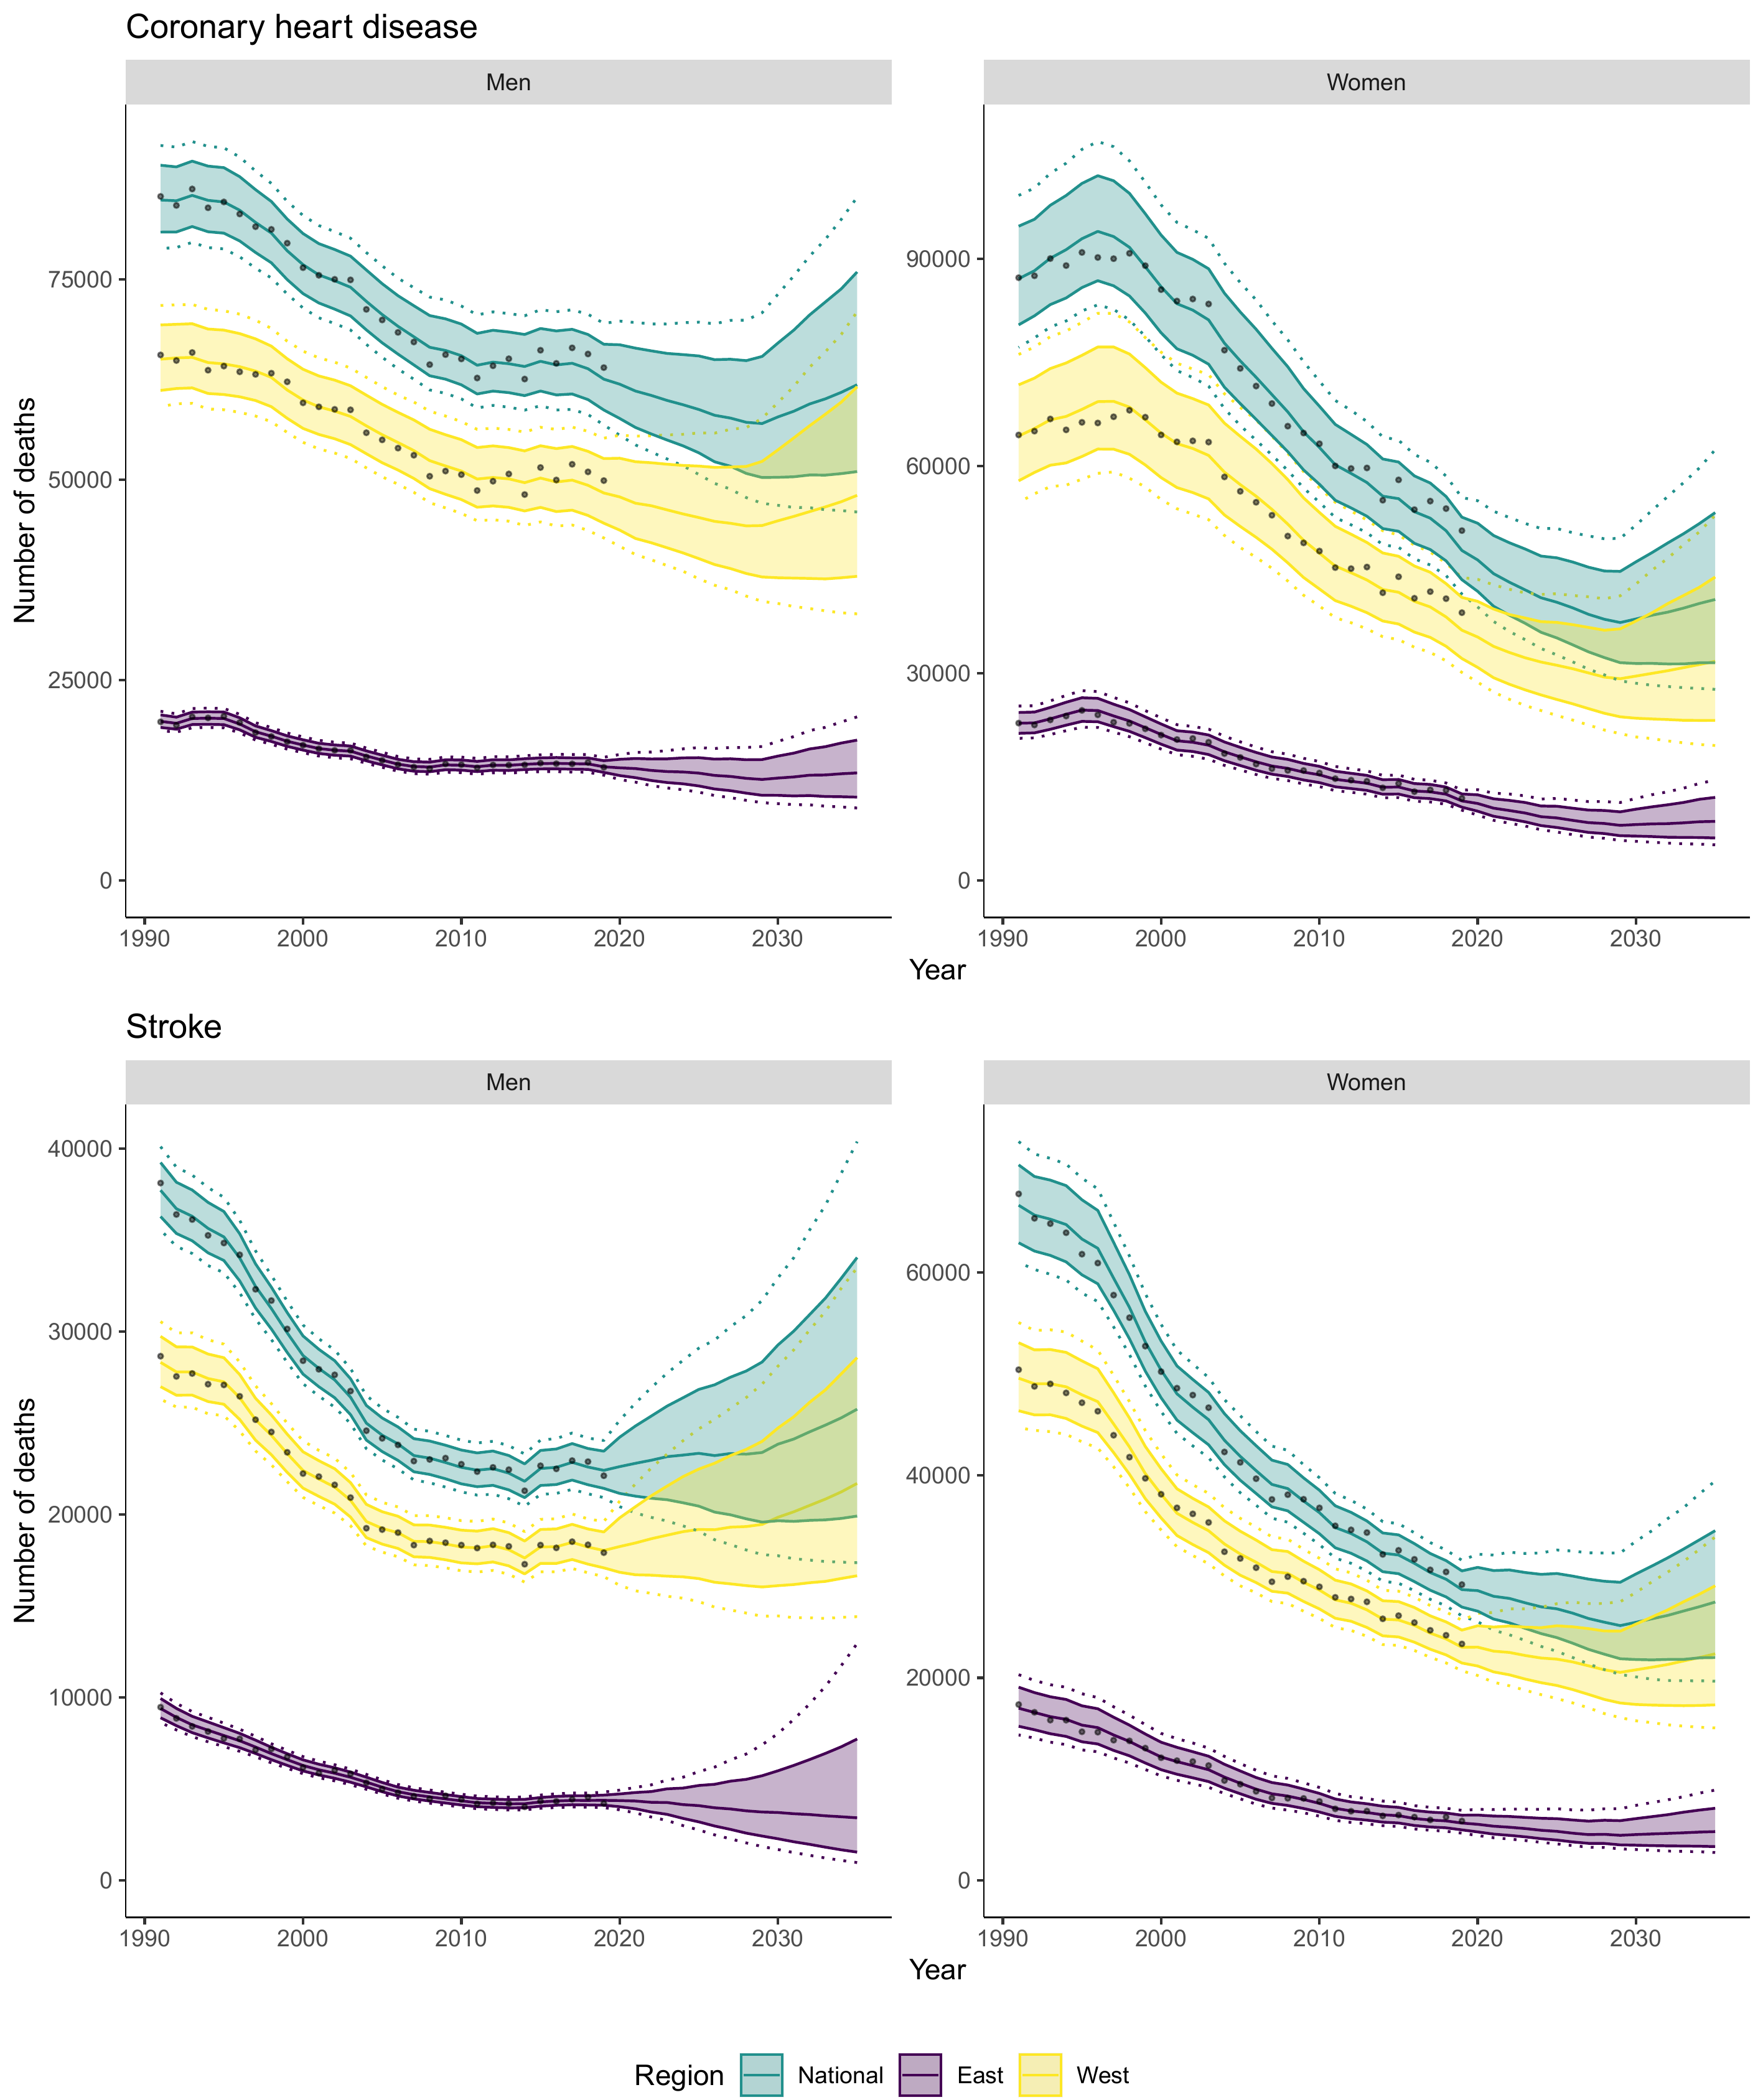 Coronary heart disease
Men
Women
Number of deaths
75000
50000
25000
0
90000
60000
30000
0
1990 2000 2010 2020 2030
1990 2000 2010 2020 2030
Year
Stroke
Men
Women
Number of deaths
40000
30000
20000
10000
0
60000
40000
20000
0
1990 2000 2010 2020 2030
1990 2000 2010 2020 2030
Year
Region National East West